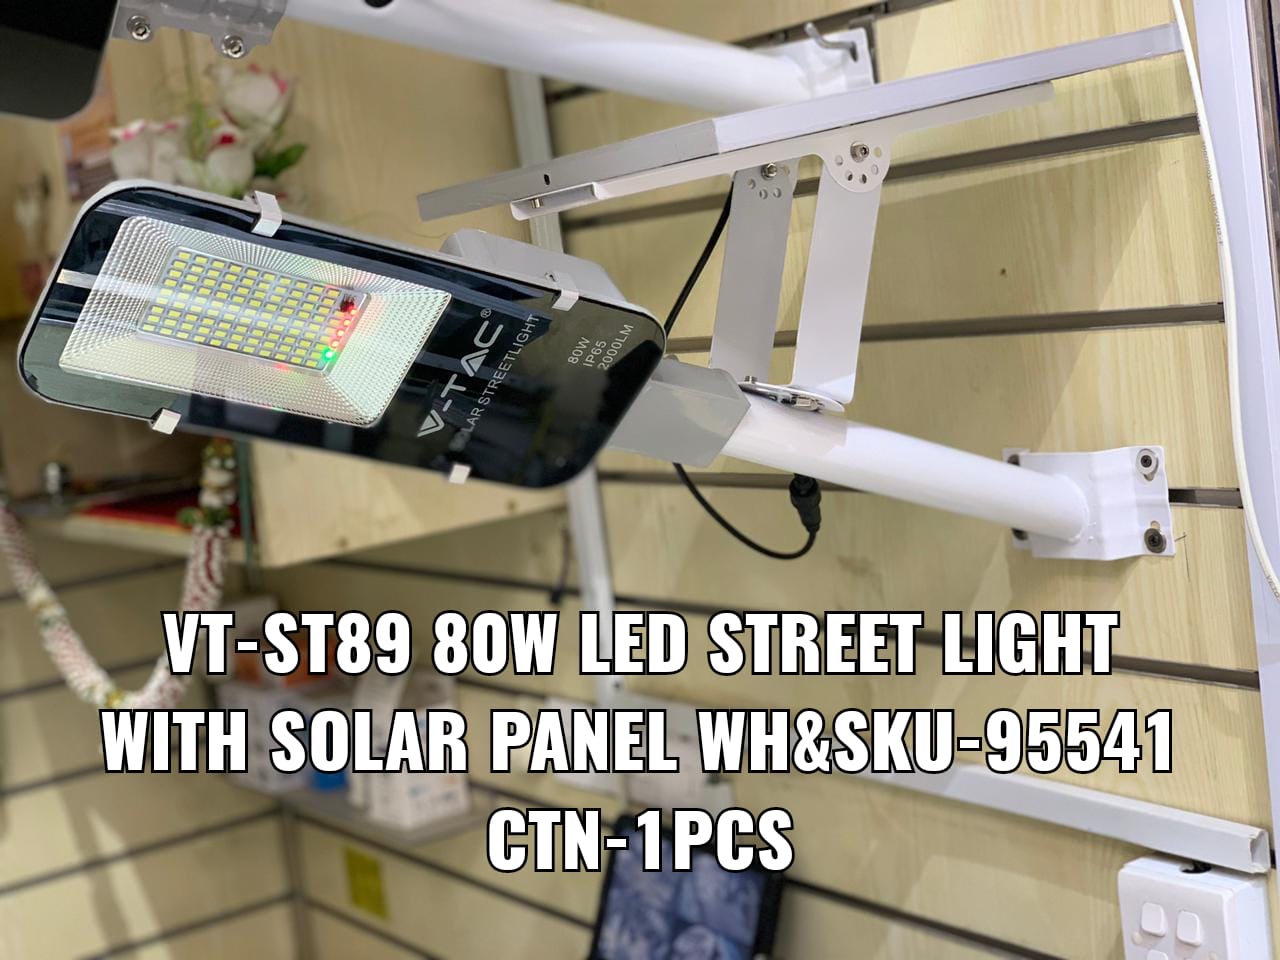 V-TAC®
SOLAR STREETLIGHT
80W
IP65
2000LM
VT-ST89 80W LED STREET LIGHT
WITH SOLAR PANEL WH&SKU-95541
CTN-1PCS